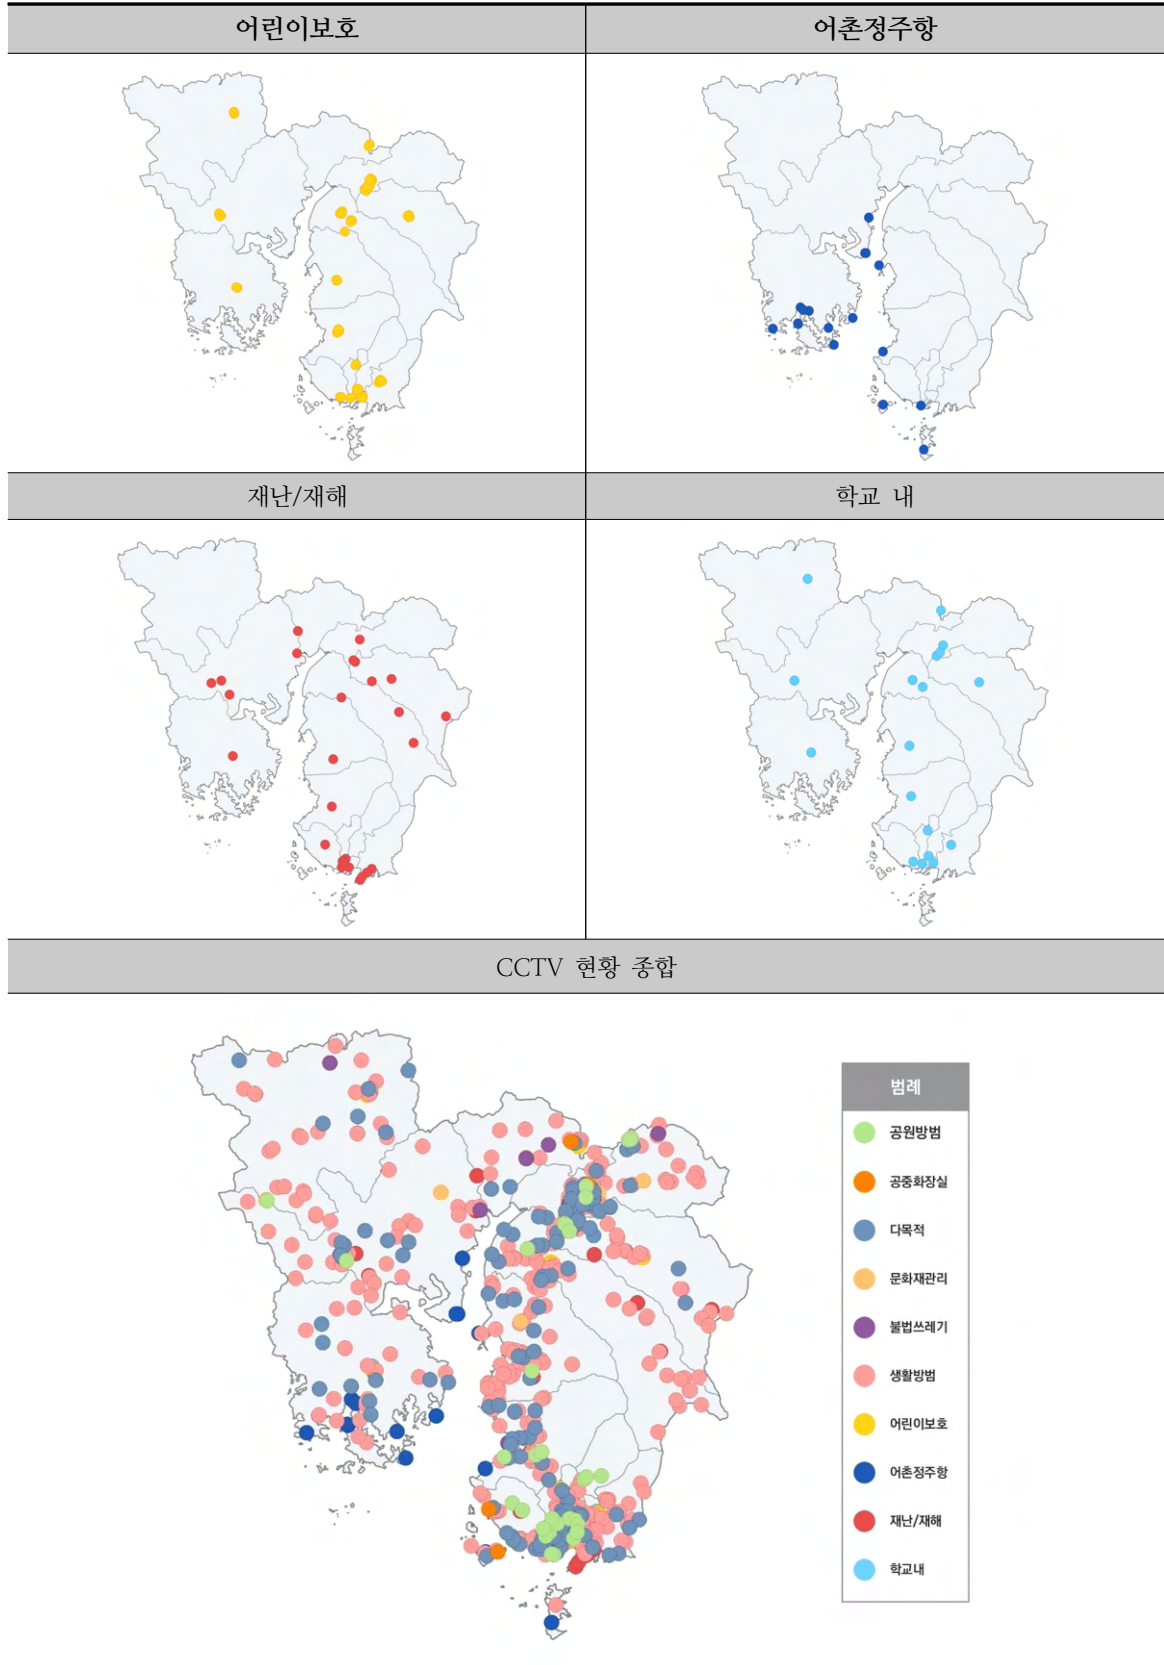 어린이보호
어촌정주항
재난/재해
학교 내
CCTV 현황 종합
범례
공원방범
공중화장실
다목적
문화재관리
불법쓰레기
생활방범
어린이보호
어촌정주항
재난/재해
학교내